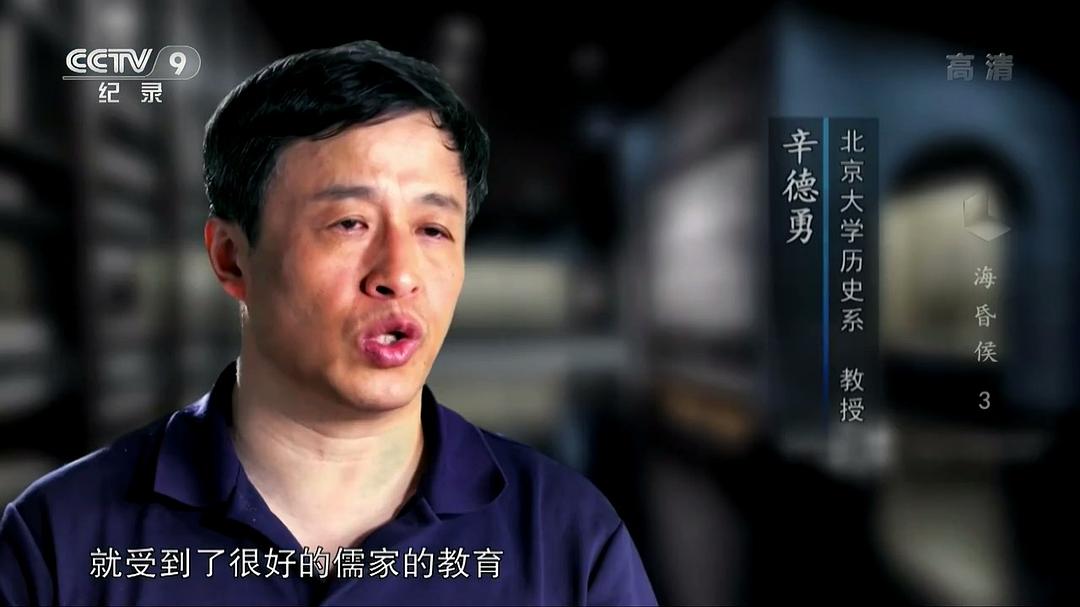 CCTV 9
纪录
高清
辛德勇
北京大学历史系 教授
海昏侯 3
就受到了很好的儒家的教育